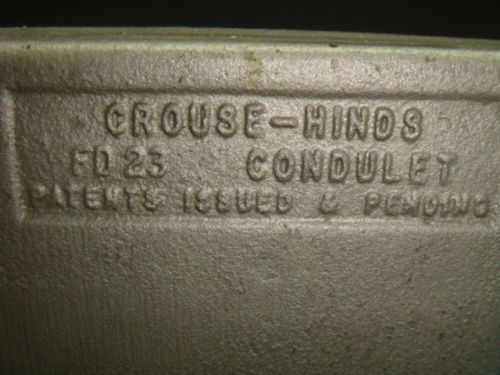 CROUSE-HINDS
FD 23 CONDULET
PATENTS ISSUED & PENDING